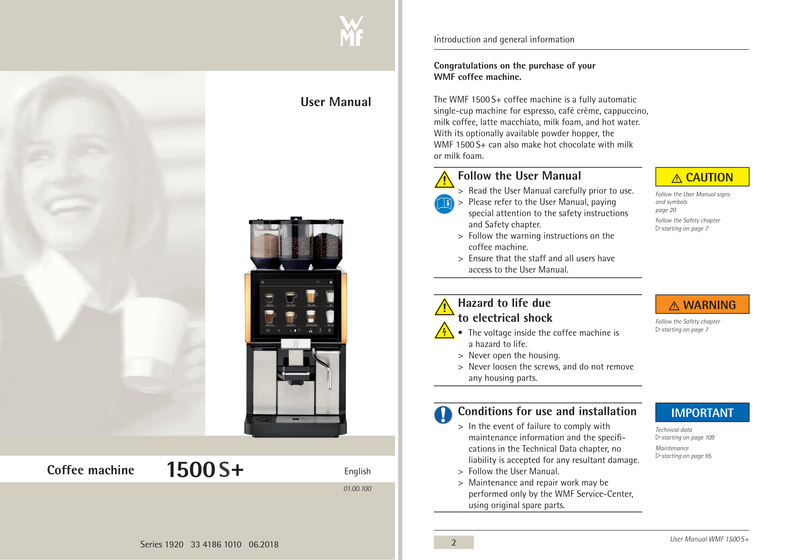 WMF
User Manual
Coffee machine 1500 S+ English
01.00.100
Series 1920 33 4186 1010 06.2018
Introduction and general information
Congratulations on the purchase of your
WMF coffee machine.
The WMF 1500 S+ coffee machine is a fully automatic
single-cup machine for espresso, café crème, cappuccino,
milk coffee, latte macchiato, milk foam, and hot water.
With its optionally available powder hopper, the
WMF 1500 S+ can also make hot chocolate with milk
or milk foam.
Follow the User Manual
> Read the User Manual carefully prior to use.
> Please refer to the User Manual, paying
special attention to the safety instructions
and Safety chapter.
> Follow the warning instructions on the
coffee machine.
> Ensure that the staff and all users have
access to the User Manual.
CAUTION
Follow the User Manual signs
and symbols
page 20
Follow the Safety chapter
▷ starting on page 7
Hazard to life due
to electrical shock
• The voltage inside the coffee machine is
a hazard to life.
> Never open the housing.
> Never loosen the screws, and do not remove
any housing parts.
WARNING
Follow the Safety chapter
▷ starting on page 7
Conditions for use and installation
> In the event of failure to comply with
maintenance information and the specifi-
cations in the Technical Data chapter, no
liability is accepted for any resultant damage.
> Follow the User Manual.
> Maintenance and repair work may be
performed only by the WMF Service-Center,
using original spare parts.
IMPORTANT
Technical data
▷ starting on page 109
Maintenance
▷ starting on page 95
2
User Manual WMF 1500 S+